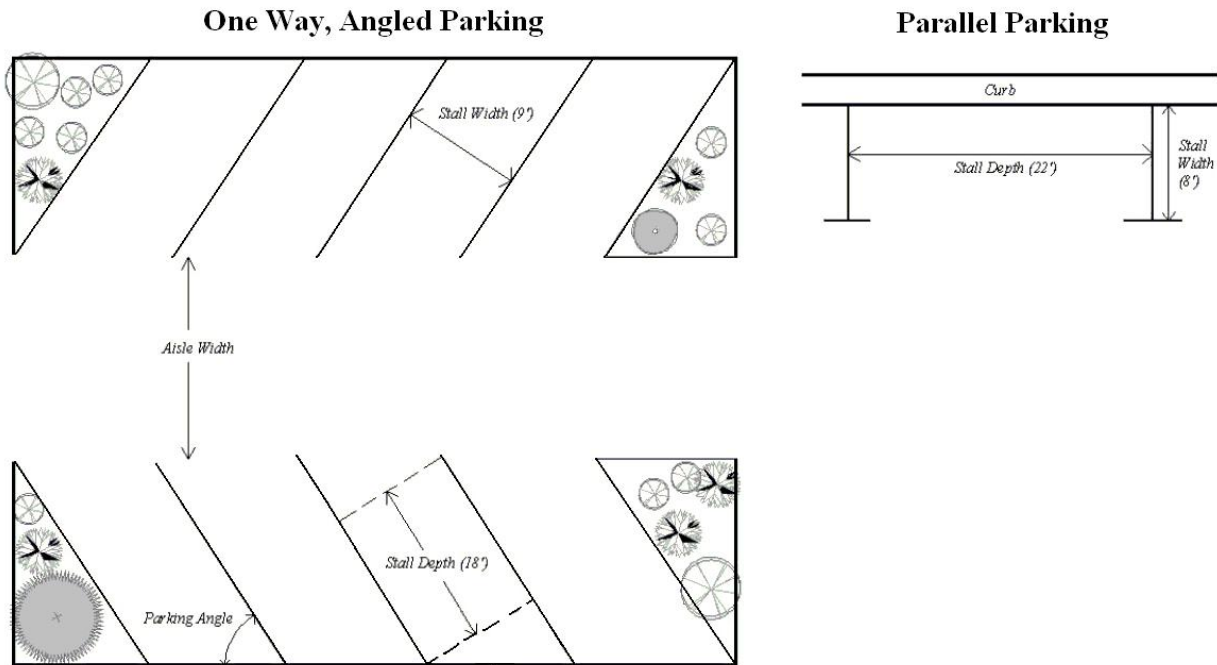 One Way, Angled Parking
Parallel Parking
Curb
Stall Width (9')
Stall Depth (22')
Stall
Width
(8')
Aisle Width
Stall Depth (18')
Parking Angle